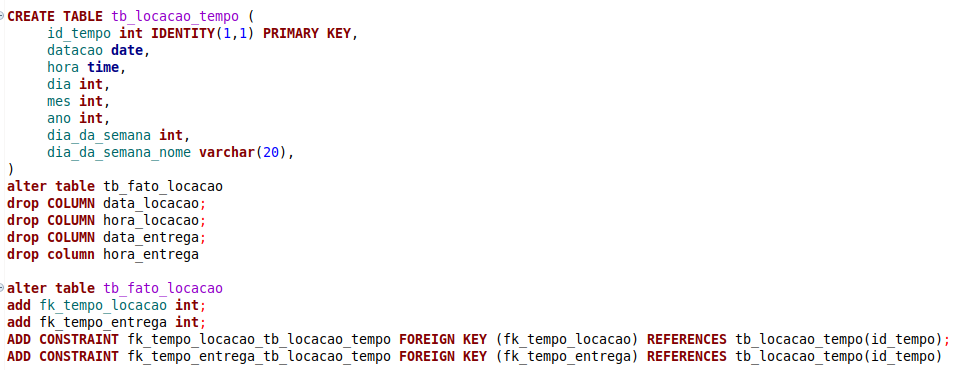 CREATE TABLE tb_locacao_tempo (
id_tempo int IDENTITY(1,1) PRIMARY KEY,
datacao date,
hora time,
dia int,
mes int,
ano int,
dia_da_semana int,
dia_da_semana_nome varchar(20),
)
alter table tb_fato_locacao
drop COLUMN data_locacao;
drop COLUMN hora_locacao;
drop COLUMN data_entrega;
drop column hora_entrega
alter table tb_fato_locacao
add fk_tempo_locacao int;
add fk_tempo_entrega int;
ADD CONSTRAINT fk_tempo_locacao_tb_locacao_tempo FOREIGN KEY (fk_tempo_locacao) REFERENCES tb_locacao_tempo(id_tempo);
ADD CONSTRAINT fk_tempo_entrega_tb_locacao_tempo FOREIGN KEY (fk_tempo_entrega) REFERENCES tb_locacao_tempo(id_tempo)